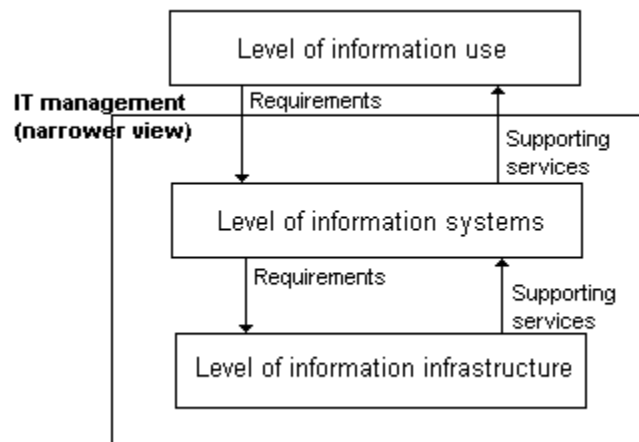 Level of information use
IT management
(narrower view)
Requirements
Supporting
services
Level of information systems
Requirements
Supporting
services
Level of information infrastructure